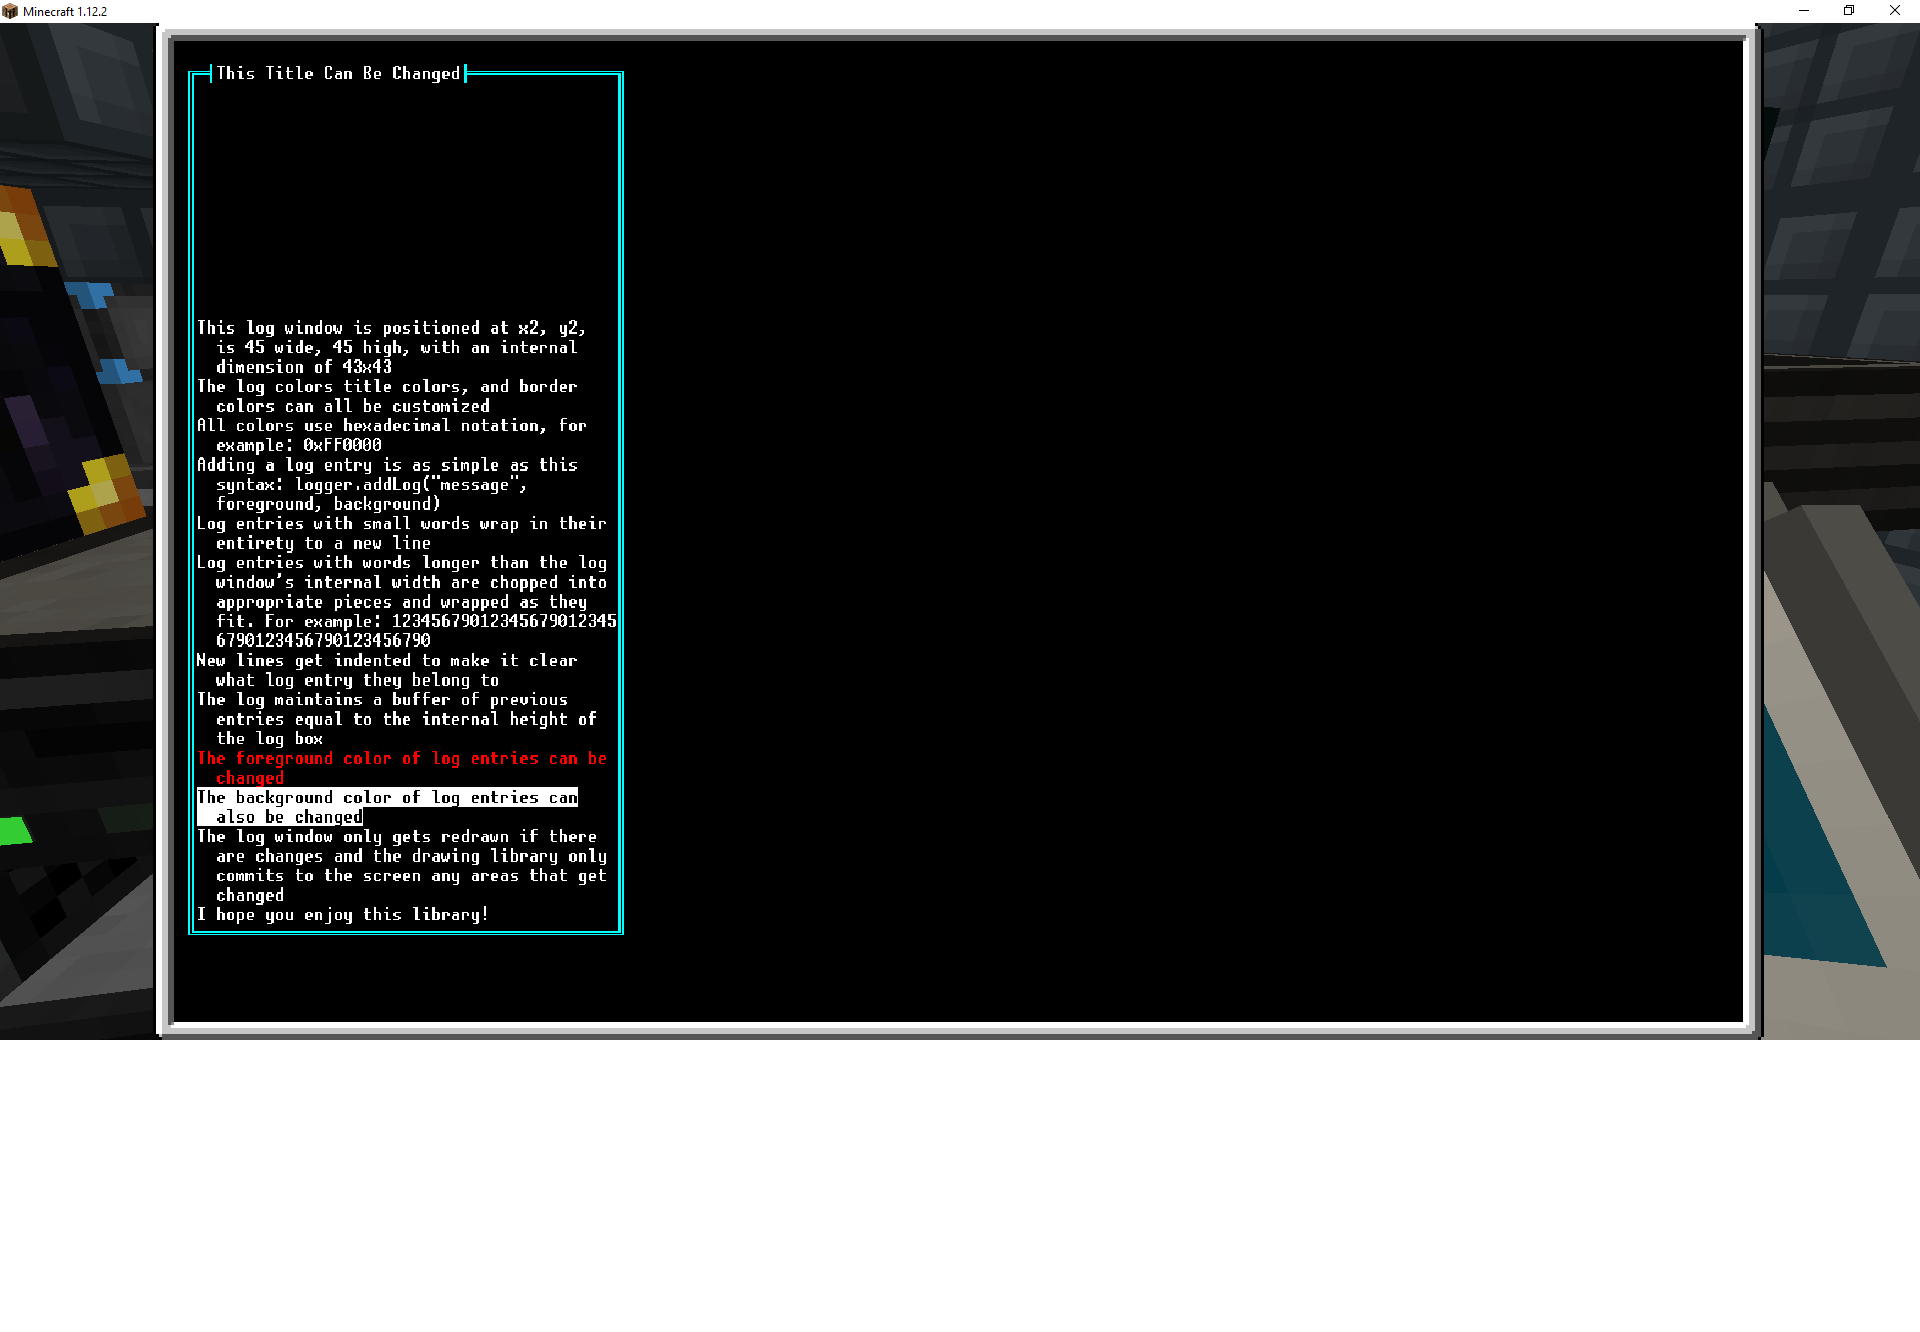 Minecraft 1.12.2
This Title Can Be Changed
This log window is positioned at x2, y2,
is 45 wide, 45 high, with an internal
dimension of 43x43
The log colors title colors, and border
colors can all be customized
All colors use hexadecimal notation, for
example: 0xFF0000
Adding a log entry is as simple as this
syntax: logger.addLog("message",
foreground, background)
Log entries with small words wrap in their
entirety to a new line
Log entries with words longer than the log
window's internal width are chopped into
appropriate pieces and wrapped as they
fit. For example: 12345679012345679012345
6790123456790123456790
New lines get indented to make it clear
what log entry they belong to
The log maintains a buffer of previous
entries equal to the internal height of
the log box
The foreground color of log entries can be
changed
The background color of log entries can
also be changed
The log window only gets redrawn if there
are changes and the drawing library only
commits to the screen any areas that get
changed
I hope you enjoy this library!